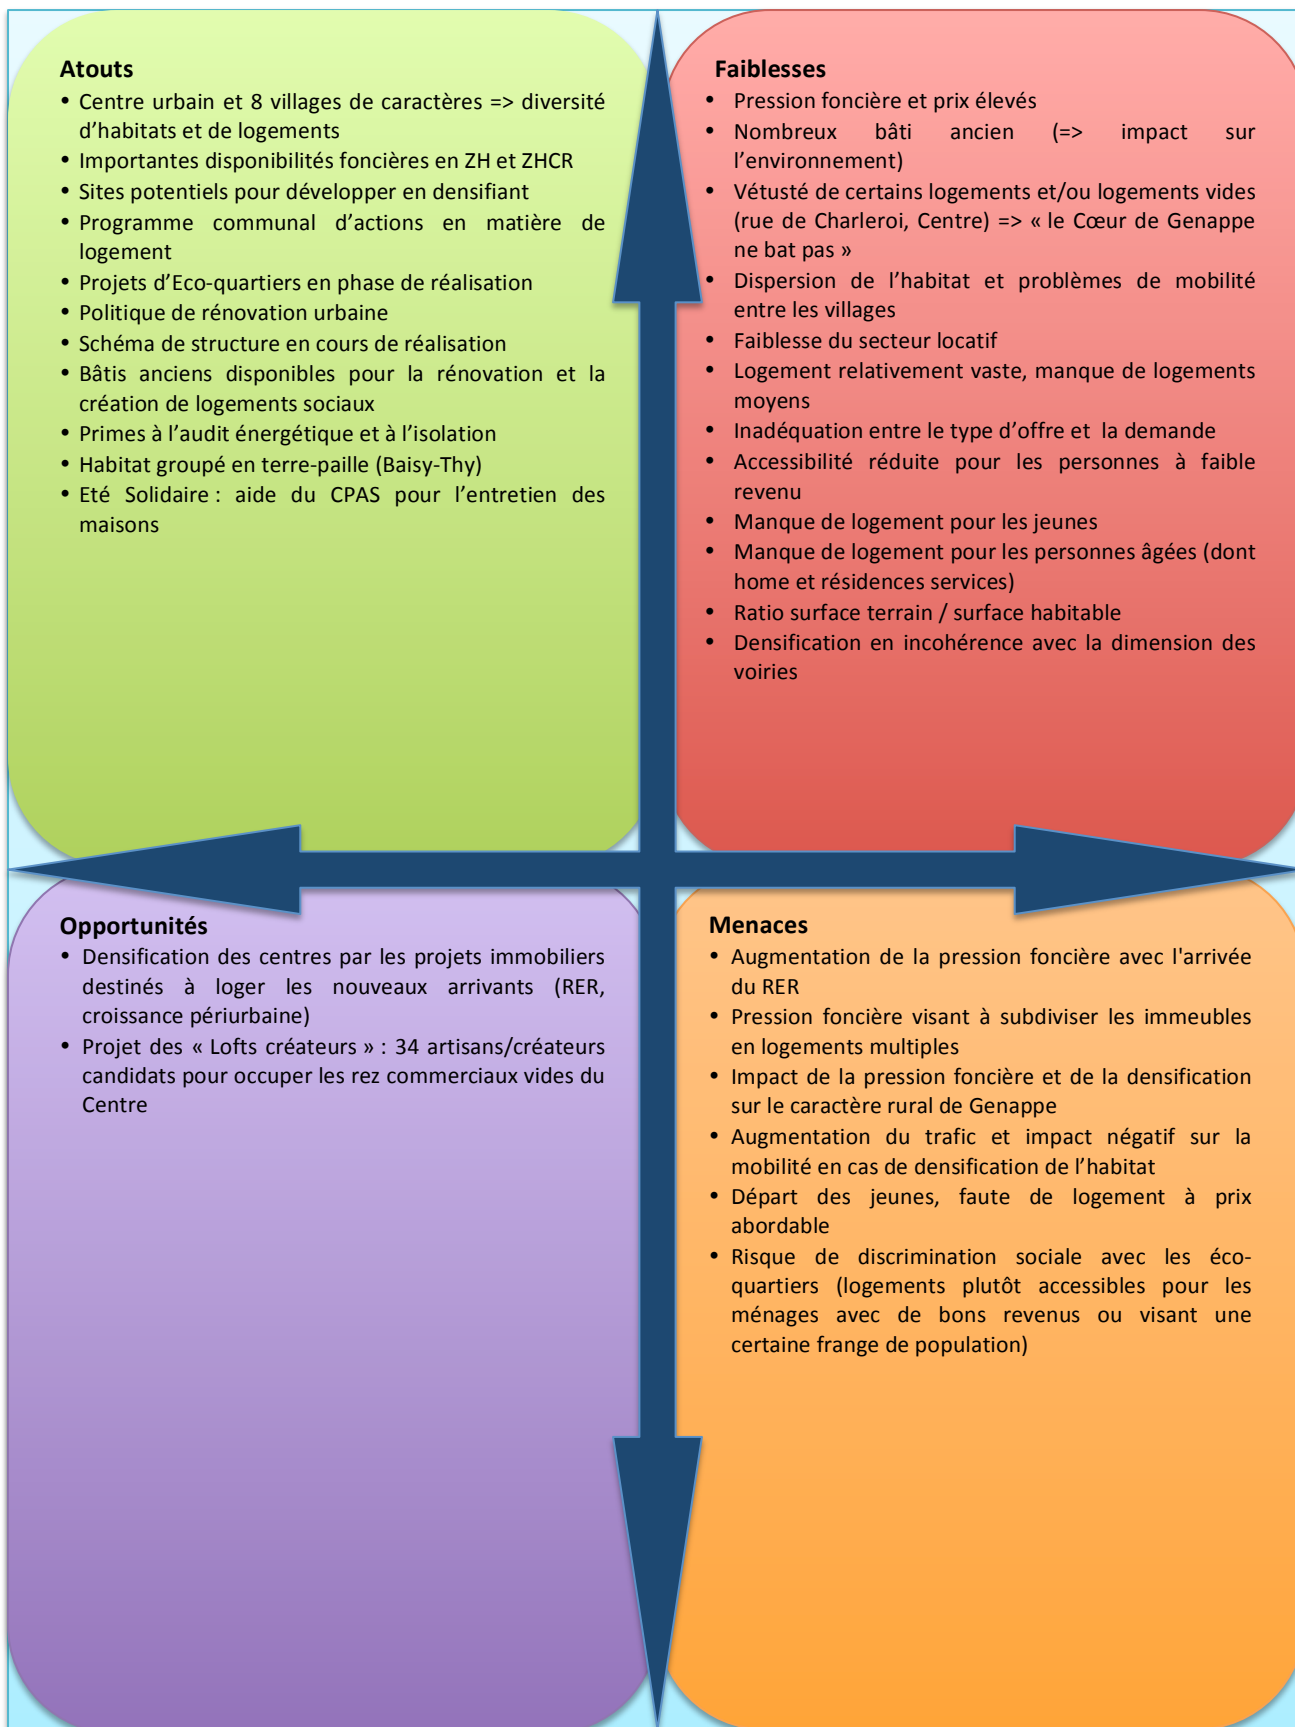 Atouts
• Centre urbain et 8 villages de caractères => diversité
d’habitats et de logements
• Importantes disponibilités foncières en ZH et ZHCR
• Sites potentiels pour développer en densifiant
• Programme communal d’actions en matière de
logement
• Projets d’Eco-quartiers en phase de réalisation
• Politique de rénovation urbaine
• Schéma de structure en cours de réalisation
• Bâtis anciens disponibles pour la rénovation et la
création de logements sociaux
• Primes à l’audit énergétique et à l’isolation
• Habitat groupé en terre-paille (Baisy-Thy)
• Eté Solidaire : aide du CPAS pour l’entretien des
maisons
Faiblesses
• Pression foncière et prix élevés
• Nombreux bâti ancien (=> impact sur
l’environnement)
• Vétusté de certains logements et/ou logements vides
(rue de Charleroi, Centre) => « le Cœur de Genappe
ne bat pas »
• Dispersion de l’habitat et problèmes de mobilité
entre les villages
• Faiblesse du secteur locatif
• Logement relativement vaste, manque de logements
moyens
• Inadéquation entre le type d’offre et la demande
• Accessibilité réduite pour les personnes à faible
revenu
• Manque de logement pour les jeunes
• Manque de logement pour les personnes âgées (dont
home et résidences services)
• Ratio surface terrain / surface habitable
• Densification en incohérence avec la dimension des
voiries
Opportunités
• Densification des centres par les projets immobiliers
destinés à loger les nouveaux arrivants (RER,
croissance périurbaine)
• Projet des « Lofts créateurs » : 34 artisans/créateurs
candidats pour occuper les rez commerciaux vides du
Centre
Menaces
• Augmentation de la pression foncière avec l'arrivée
du RER
• Pression foncière visant à subdiviser les immeubles
en logements multiples
• Impact de la pression foncière et de la densification
sur le caractère rural de Genappe
• Augmentation du trafic et impact négatif sur la
mobilité en cas de densification de l’habitat
• Départ des jeunes, faute de logement à prix
abordable
• Risque de discrimination sociale avec les éco-
quartiers (logements plutôt accessibles pour les
ménages avec de bons revenus ou visant une
certaine frange de population)